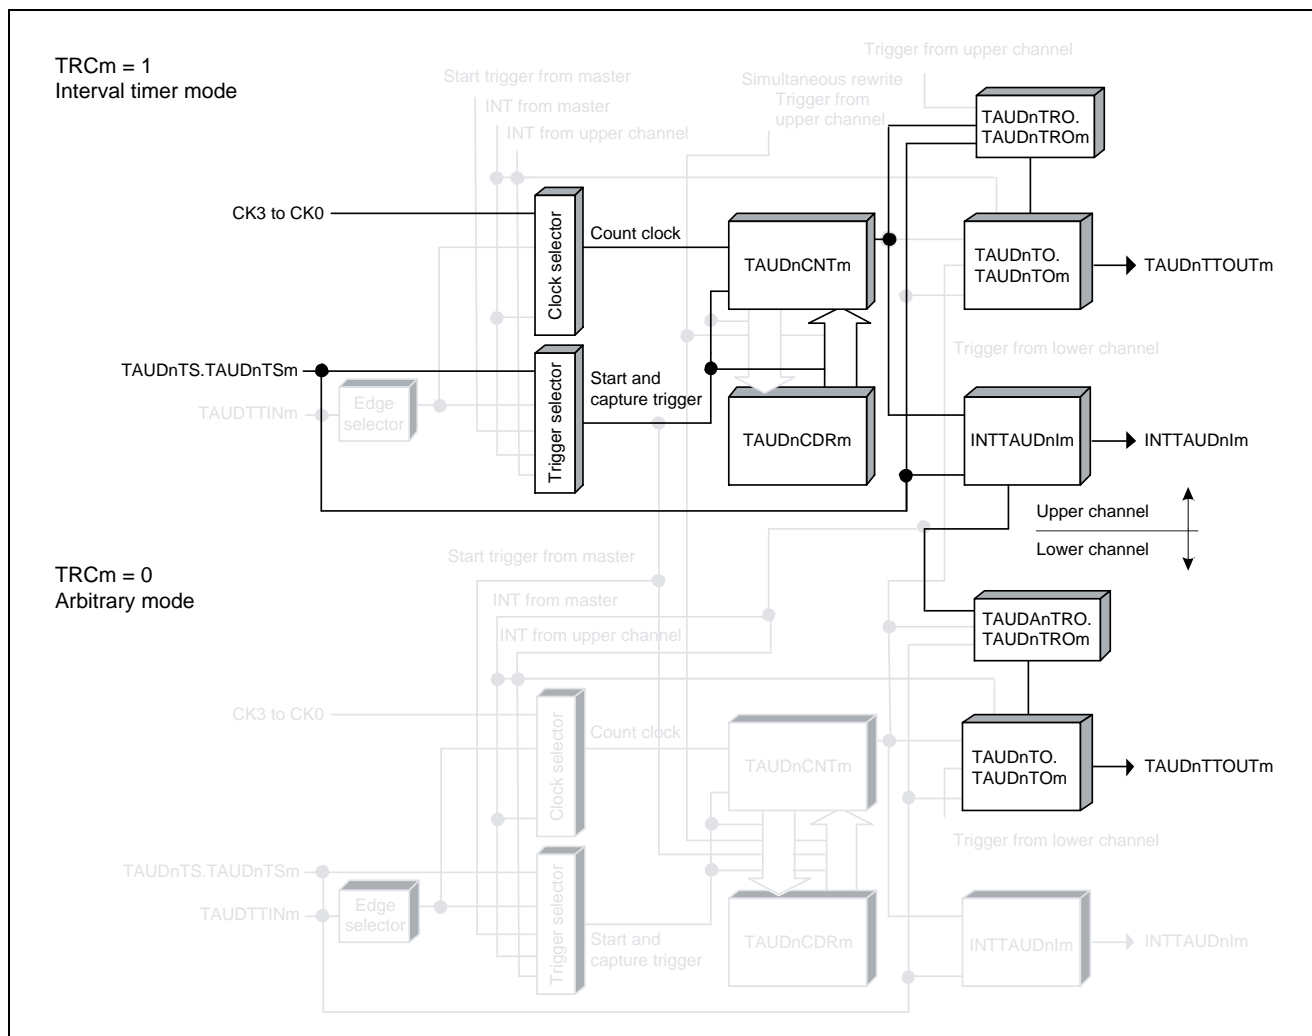 TRCm = 1
Interval timer mode
Start trigger from master
INT from master
INT from upper channel
Simultaneous rewrite
Trigger from
upper channel
Trigger from upper channel
TAUDnTRO.
TAUDnTROm
CK3 to CK0
Clock selector
Count clock
TAUDnCNTm
TAUDnTO.
TAUDnTOm
TAUDnTTOUTm
Trigger from lower channel
TAUDnTS.TAUDnTSm
TAUDTTINm
Edge
selector
Trigger selector
Start and
capture trigger
TAUDnCDRm
INTTAUDnIm
INTTAUDnIm
Upper channel
Lower channel
TRCm = 0
Arbitrary mode
Start trigger from master
INT from master
INT from upper channel
TAUDAnTRO.
TAUDnTROm
CK3 to CK0
Clock selector
Count clock
TAUDnCNTm
TAUDnTO.
TAUDnTOm
TAUDnTTOUTm
Trigger from lower channel
TAUDnTS.TAUDnTSm
TAUDTTINm
Edge
selector
Trigger selector
Start and
capture trigger
TAUDnCDRm
INTTAUDnIm
INTTAUDnIm